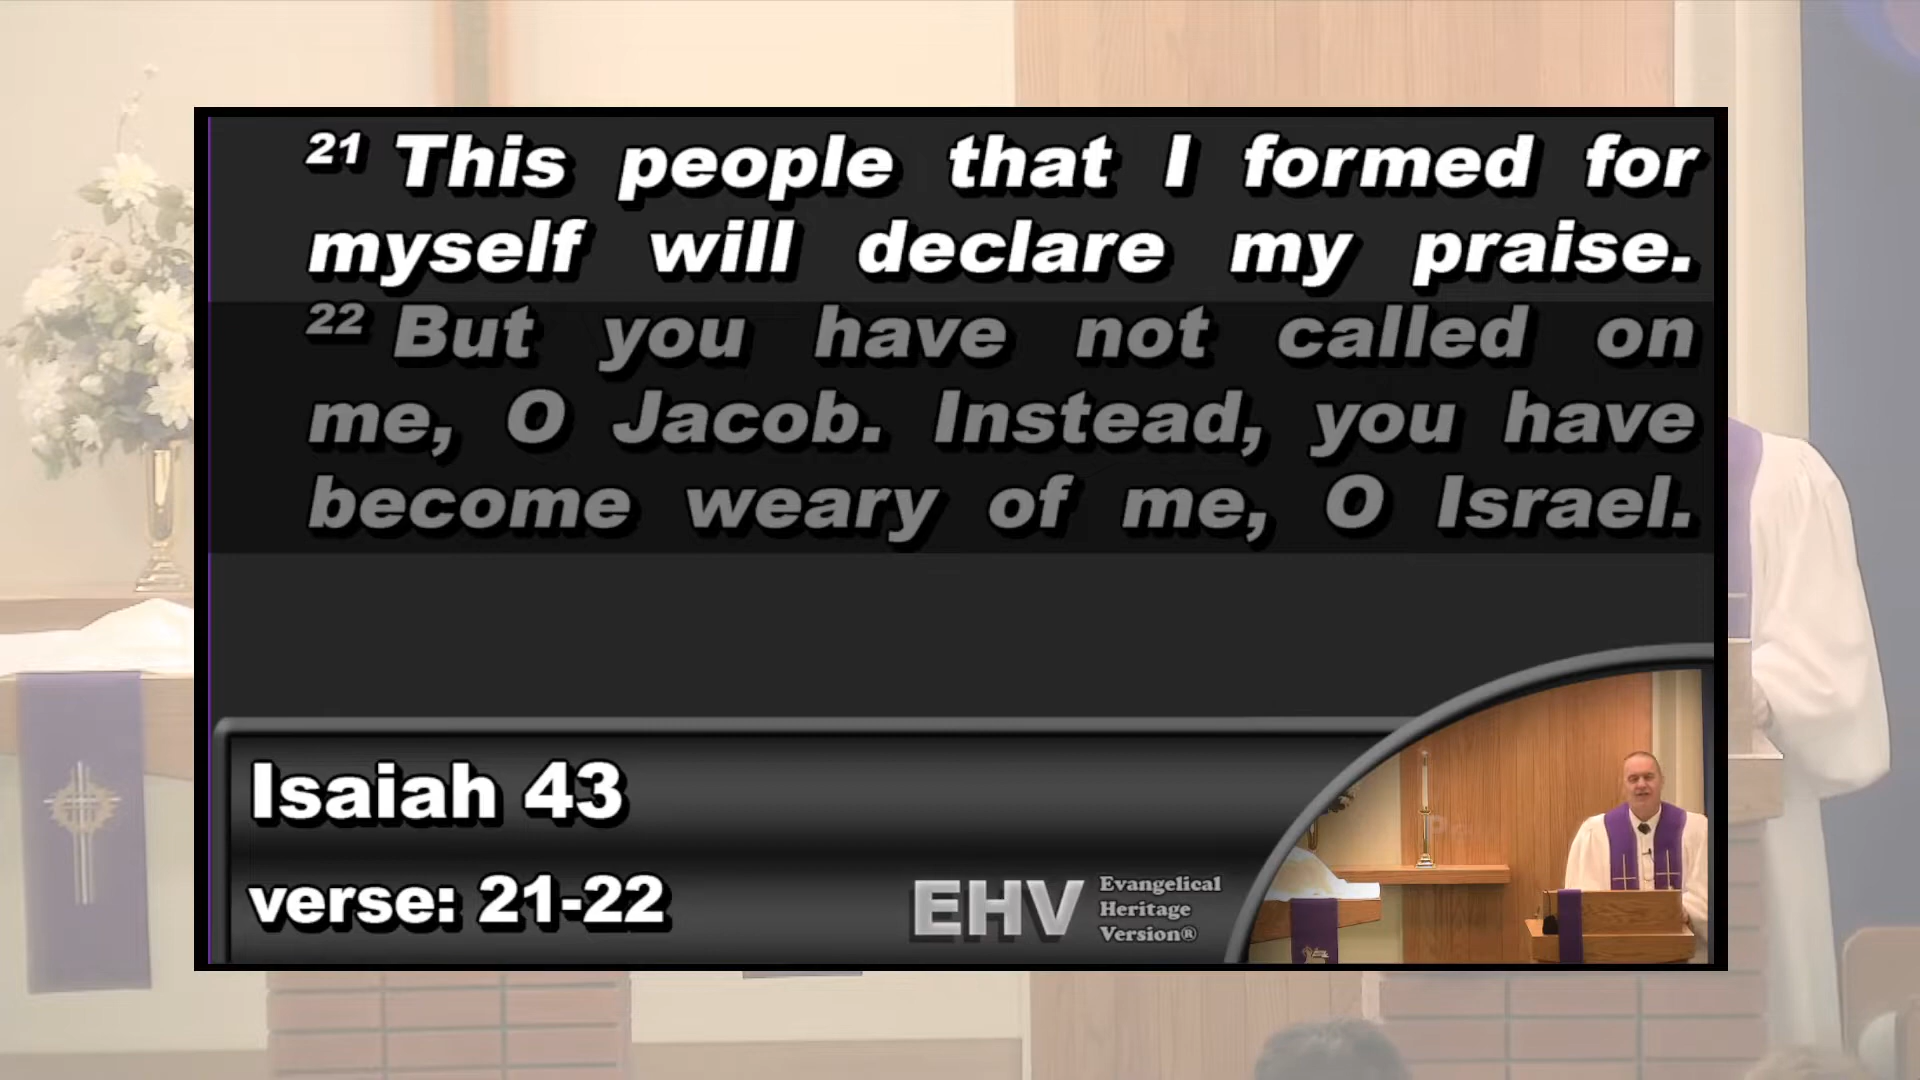 21 This people that I formed for
myself will declare my praise.
22 But you have not called on
me, O Jacob. Instead, you have
become weary of me, O Israel.
Isaiah 43
verse: 21-22
EHV
Evangelical
Heritage
Version®